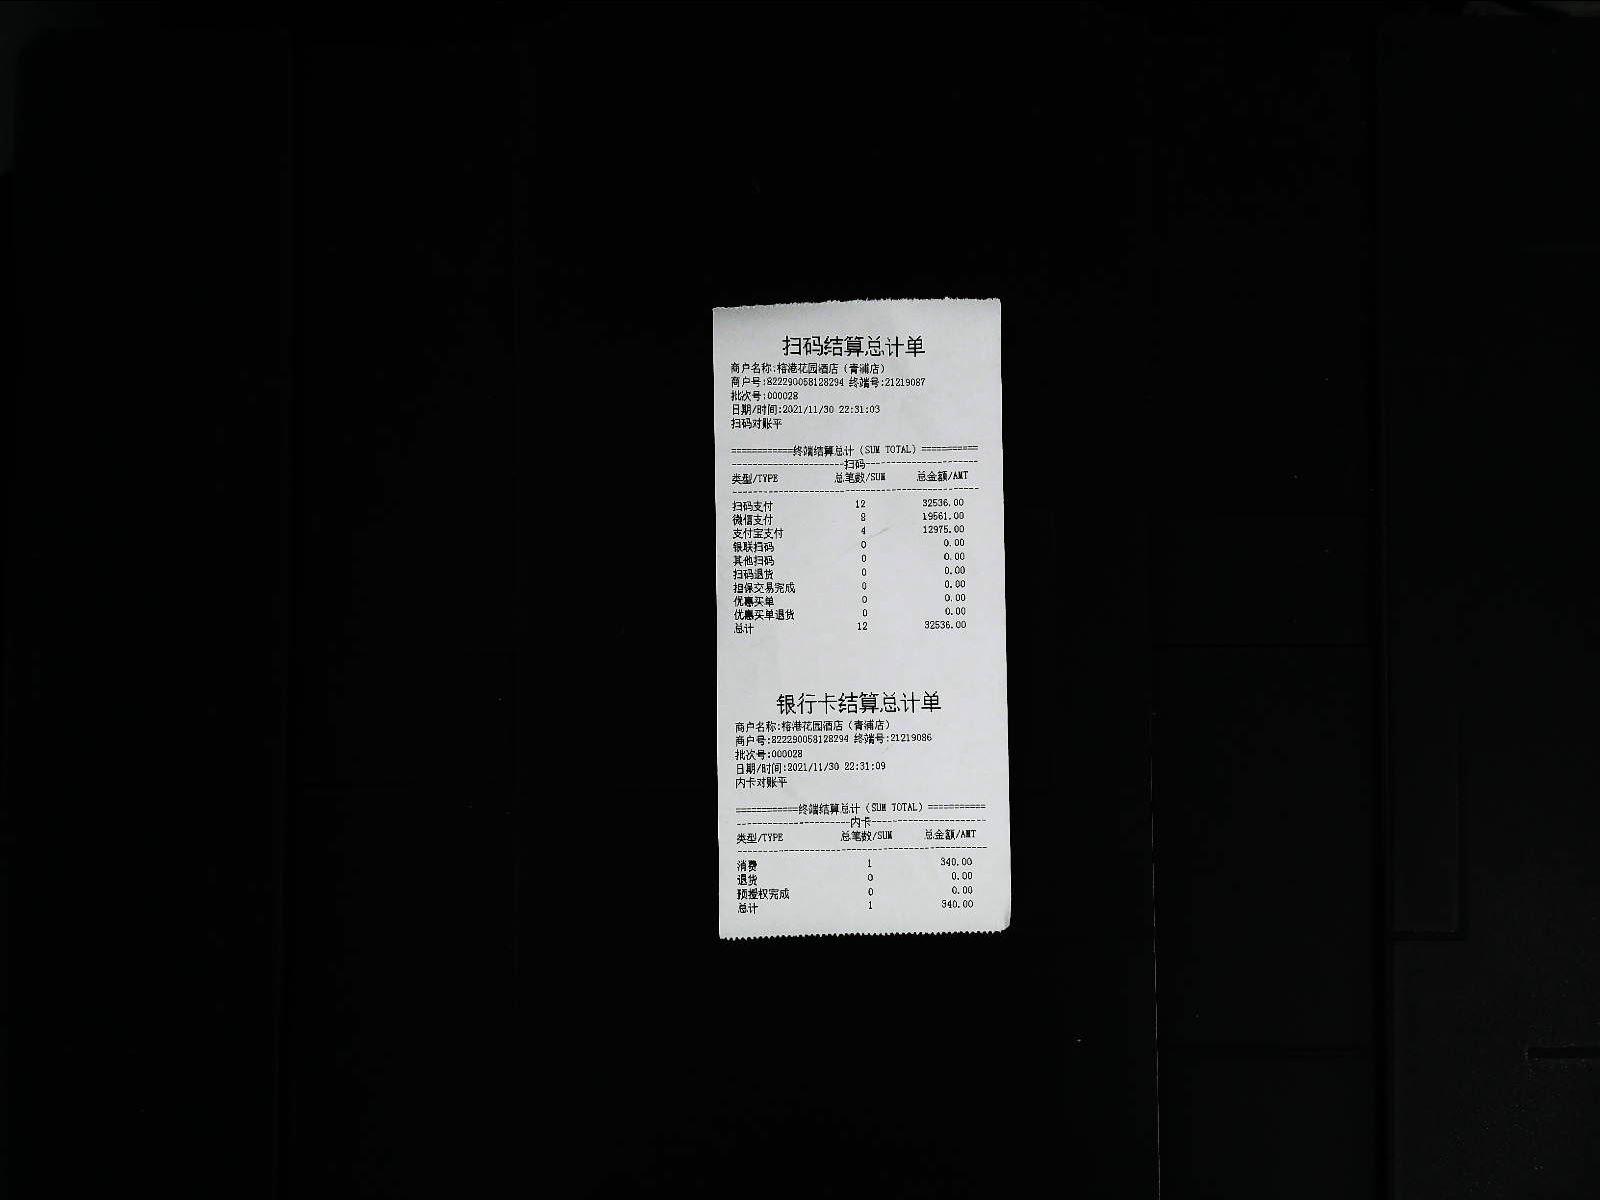 扫码结算总计单
商户名称:榕港花园酒店（青浦店）
商户号:822290058128294 终端号:21219087
批次号:000028
日期/时间:2021/11/30 22:31:03
扫码对账平
============终端结算总计（SUM TOTAL）===========
----------------------扫码----------------------
类型/TYPE 总笔数/SUM 总金额/AMT
扫码支付 12 32536.00
微信支付 8 19561.00
支付宝支付 4 12975.00
银联扫码 0 0.00
其他扫码 0 0.00
扫码退货 0 0.00
担保交易完成 0 0.00
优惠买单 0 0.00
优惠买单退货 0 0.00
总计 12 32536.00
银行卡结算总计单
商户名称:榕港花园酒店（青浦店）
商户号:822290058128294 终端号:21219086
批次号:000028
日期/时间:2021/11/30 22:31:09
内卡对账平
============终端结算总计（SUM TOTAL）===========
----------------------内卡----------------------
类型/TYPE 总笔数/SUM 总金额/AMT
消费 1 340.00
退货 0 0.00
预授权完成 0 0.00
总计 1 340.00